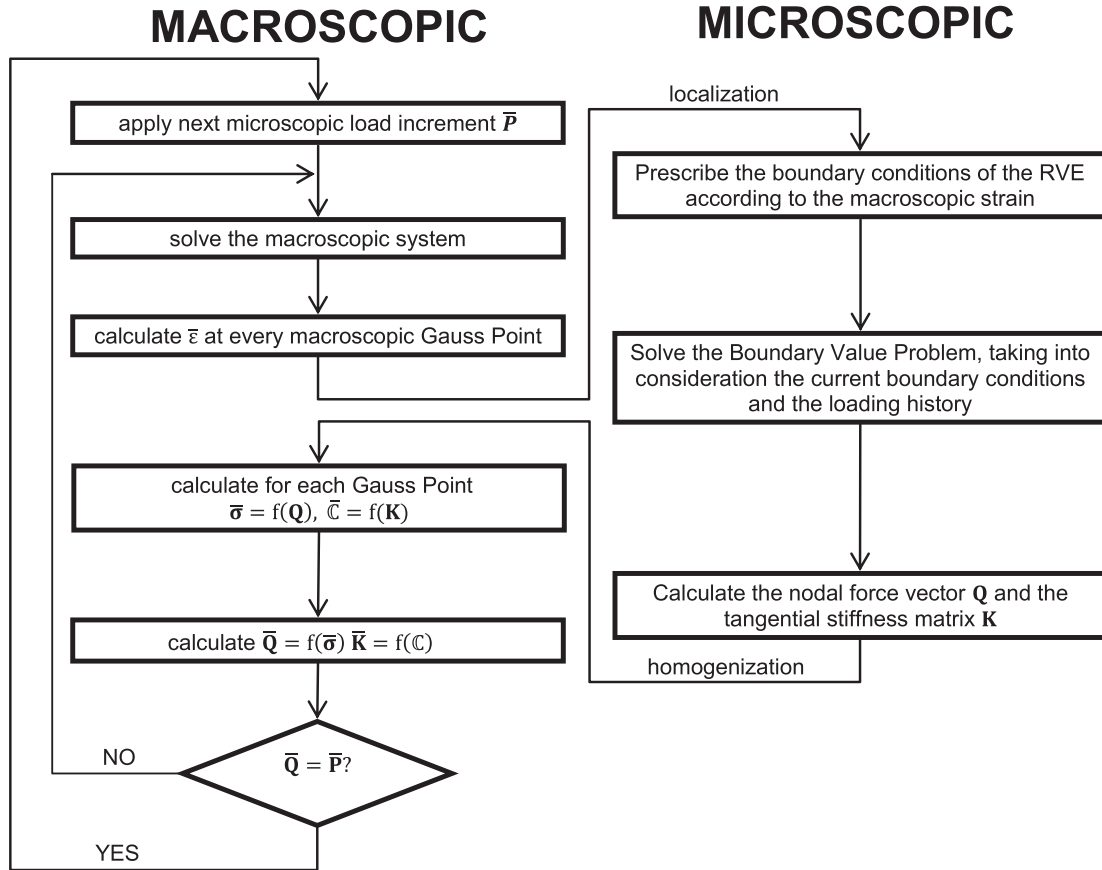 MACROSCOPIC
apply next microscopic load increment P̅
solve the macroscopic system
calculate ε̅ at every macroscopic Gauss Point
calculate for each Gauss Point
σ̅ = f(Q), ℂ̅ = f(K)
calculate Q̅ = f(σ̅) K̅ = f(ℂ)
Q̅ = P̅?
NO
YES
MICROSCOPIC
localization
Prescribe the boundary conditions of the RVE
according to the macroscopic strain
Solve the Boundary Value Problem, taking into
consideration the current boundary conditions
and the loading history
Calculate the nodal force vector Q and the
tangential stiffness matrix K
homogenization